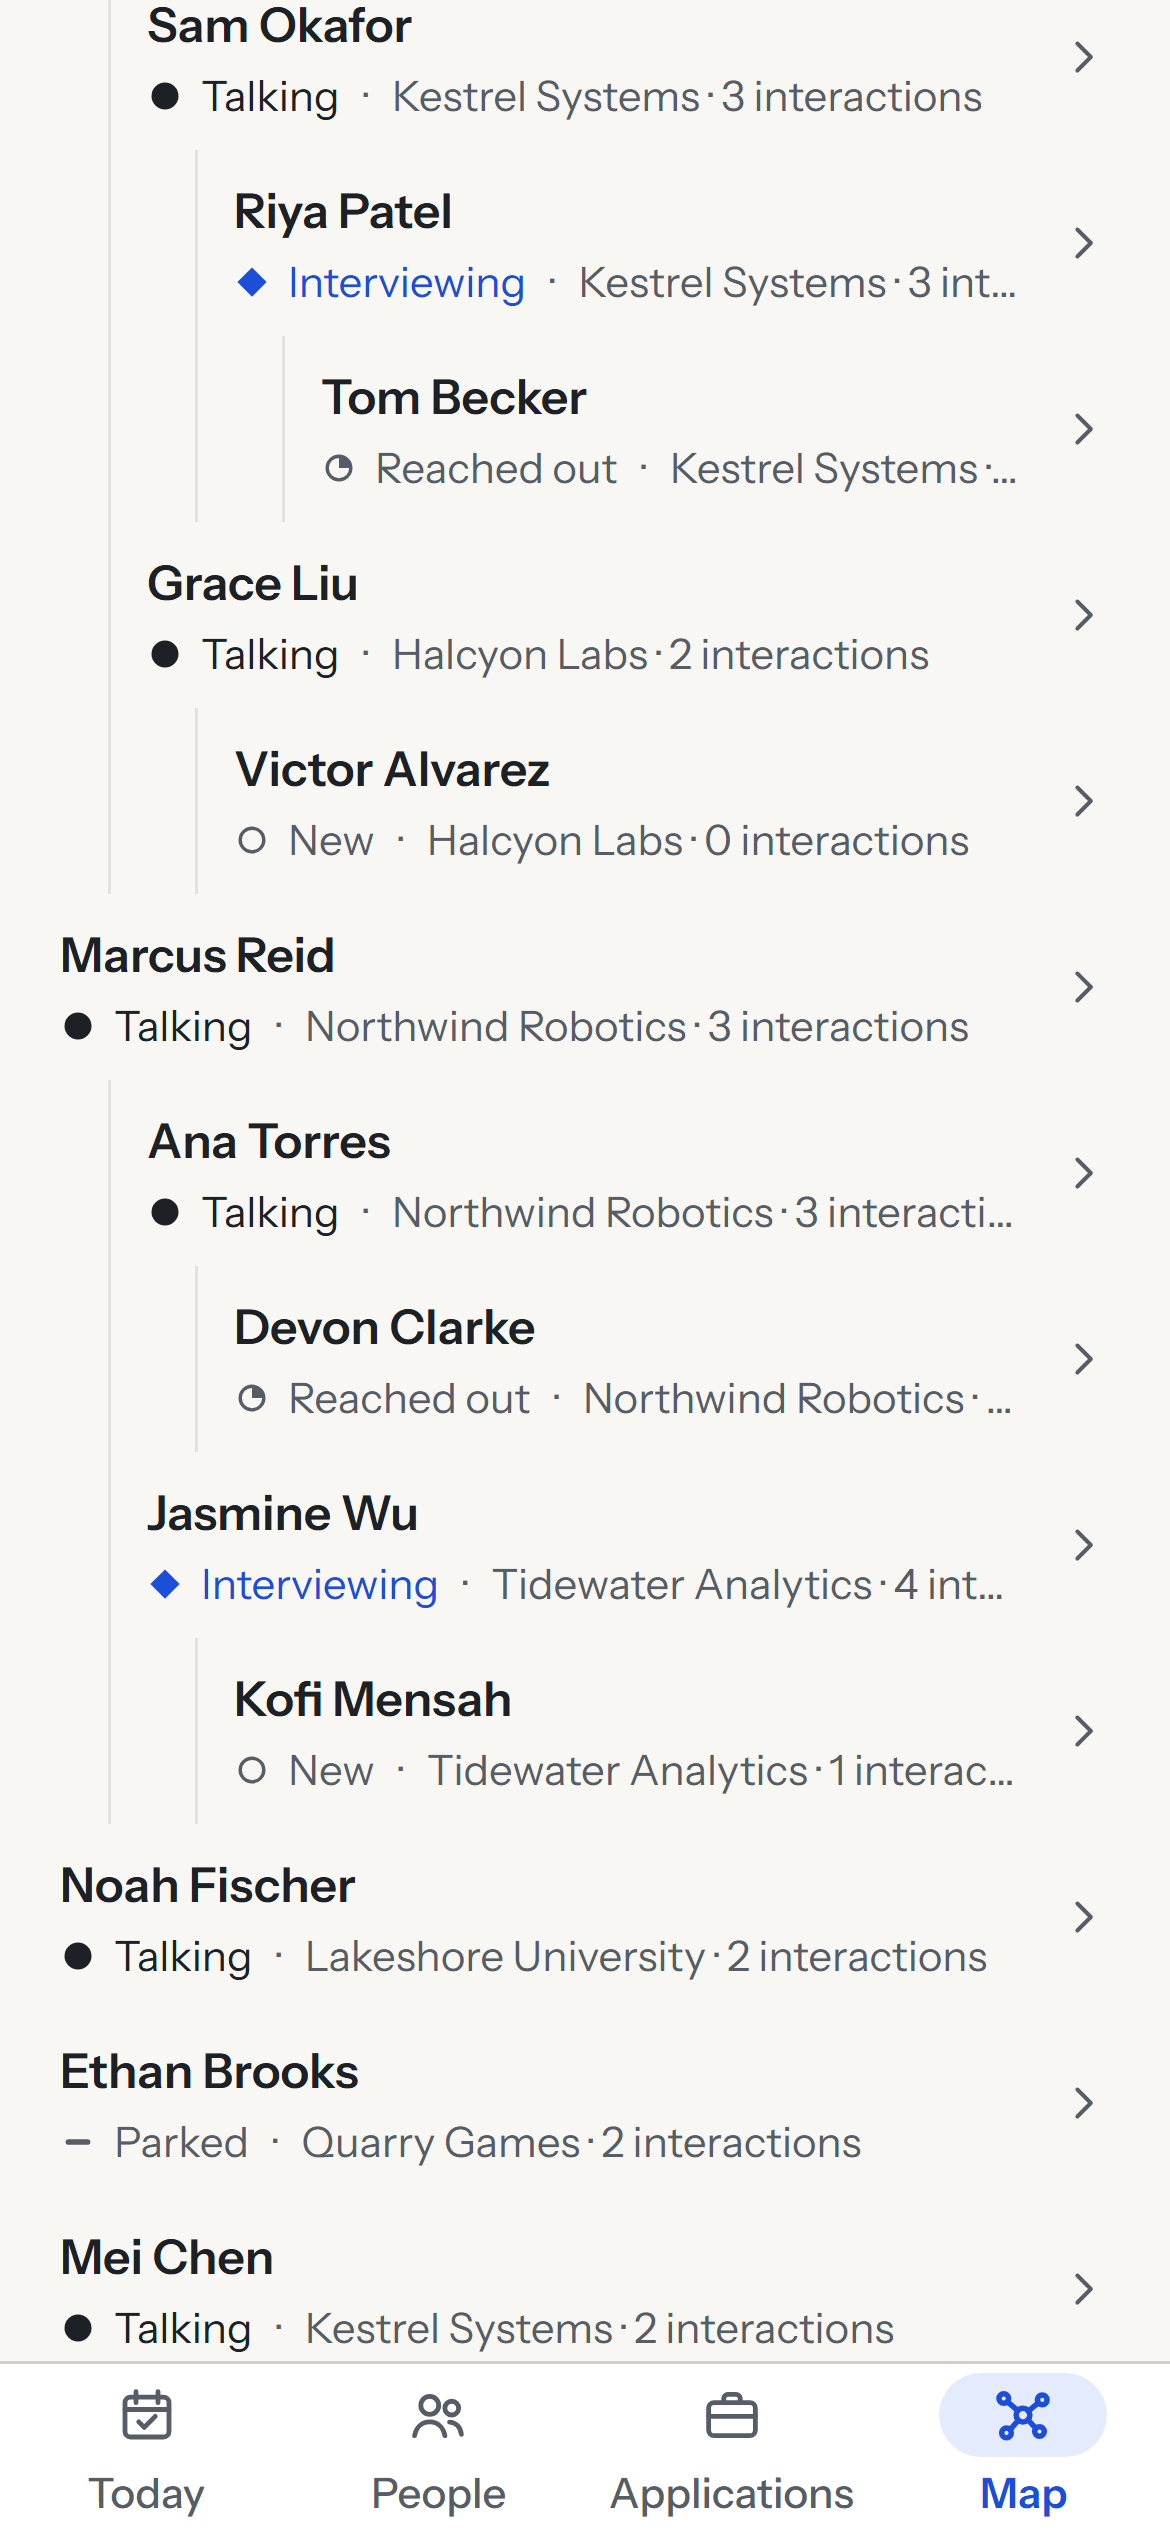 Sam Okafor
Talking · Kestrel Systems · 3 interactions
Riya Patel
Interviewing · Kestrel Systems · 3 int...
Tom Becker
Reached out · Kestrel Systems ·...
Grace Liu
Talking · Halcyon Labs · 2 interactions
Victor Alvarez
New · Halcyon Labs · 0 interactions
Marcus Reid
Talking · Northwind Robotics · 3 interactions
Ana Torres
Talking · Northwind Robotics · 3 interacti...
Devon Clarke
Reached out · Northwind Robotics · ...
Jasmine Wu
Interviewing · Tidewater Analytics · 4 int...
Kofi Mensah
New · Tidewater Analytics · 1 interac...
Noah Fischer
Talking · Lakeshore University · 2 interactions
Ethan Brooks
Parked · Quarry Games · 2 interactions
Mei Chen
Talking · Kestrel Systems · 2 interactions
Today People Applications Map